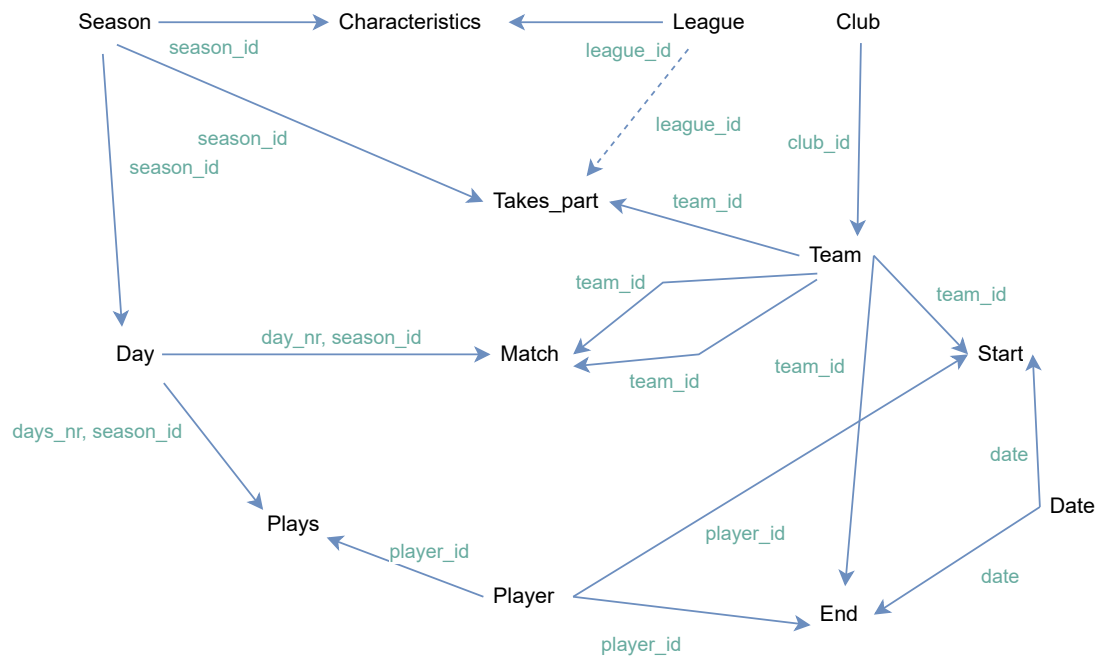 Season
Characteristics
League
Club
season_id
league_id
season_id
league_id
club_id
season_id
Takes_part
team_id
Team
team_id
team_id
Day
day_nr, season_id
Match
team_id
team_id
Start
days_nr, season_id
date
Plays
player_id
Date
player_id
Player
date
End
player_id